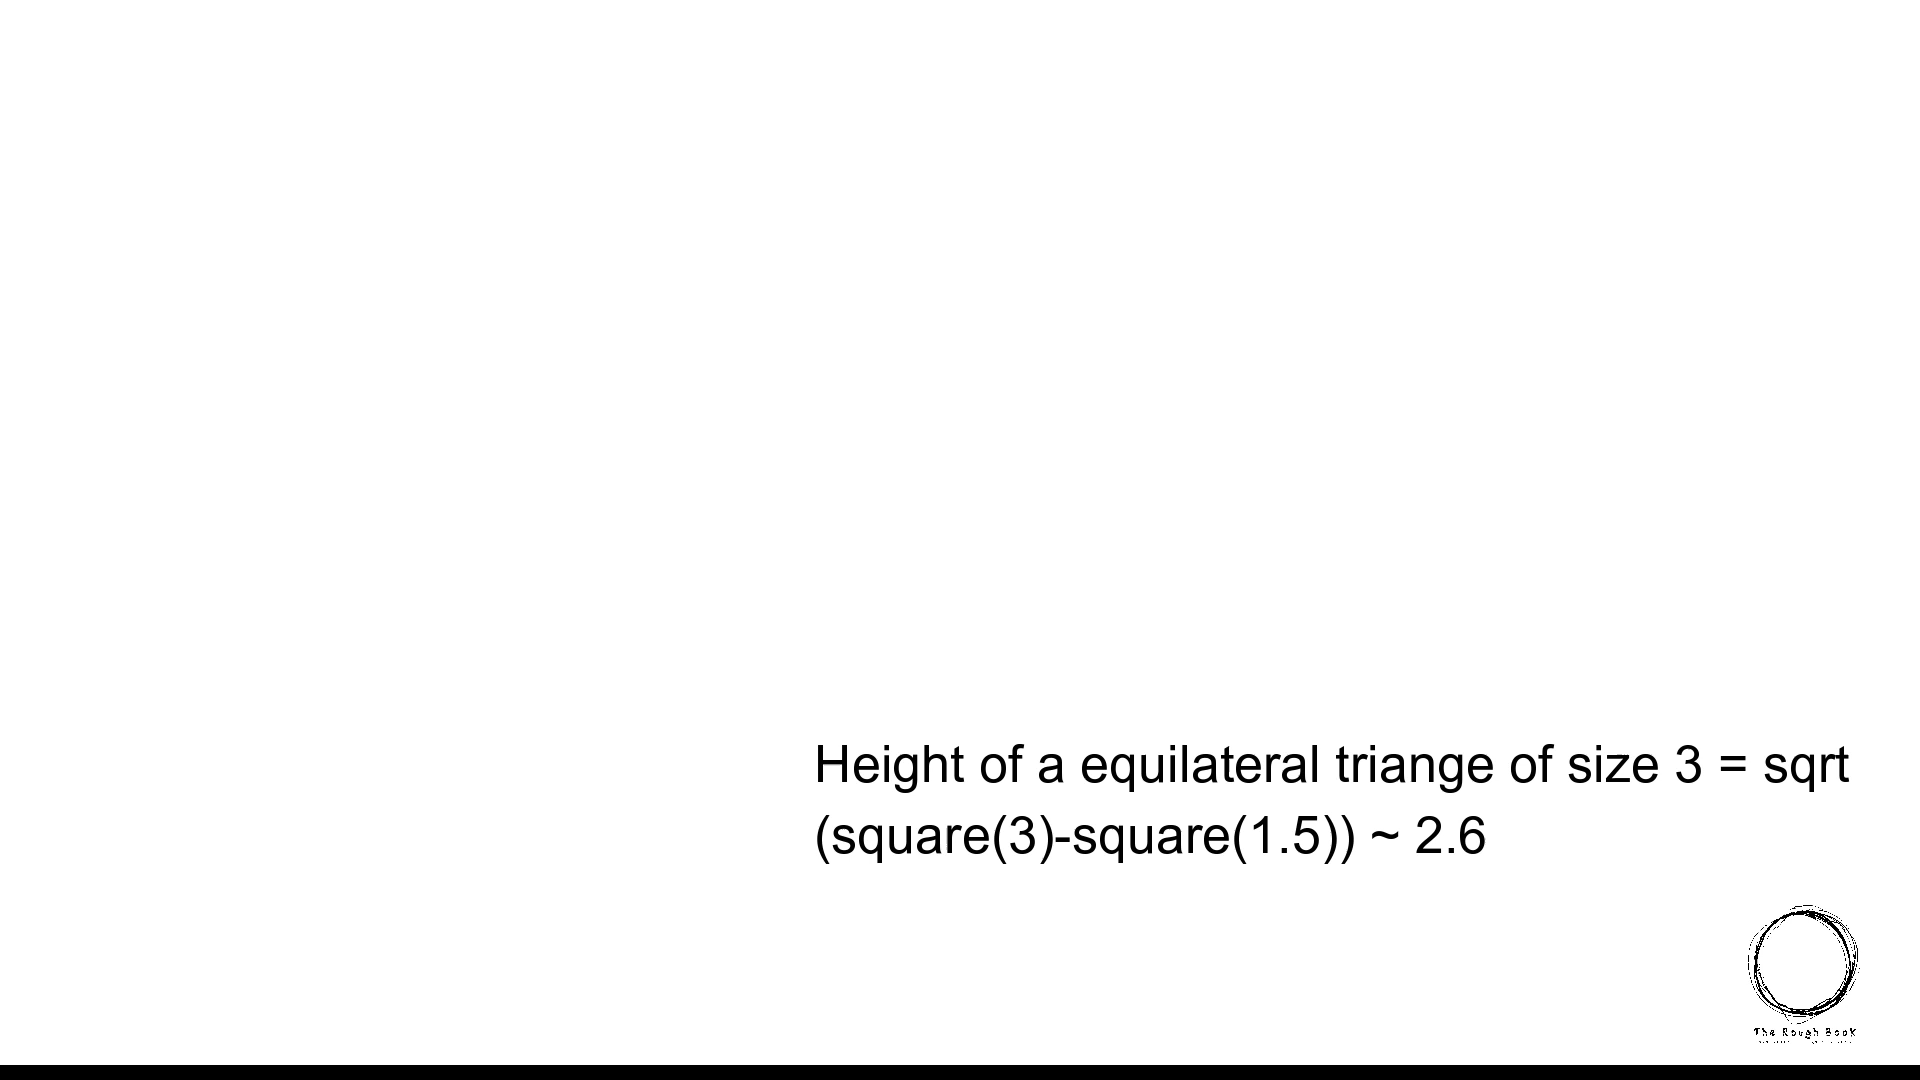 Height of a equilateral triange of size 3 = sqrt
(square(3)-square(1.5)) ~ 2.6
The Rough Book